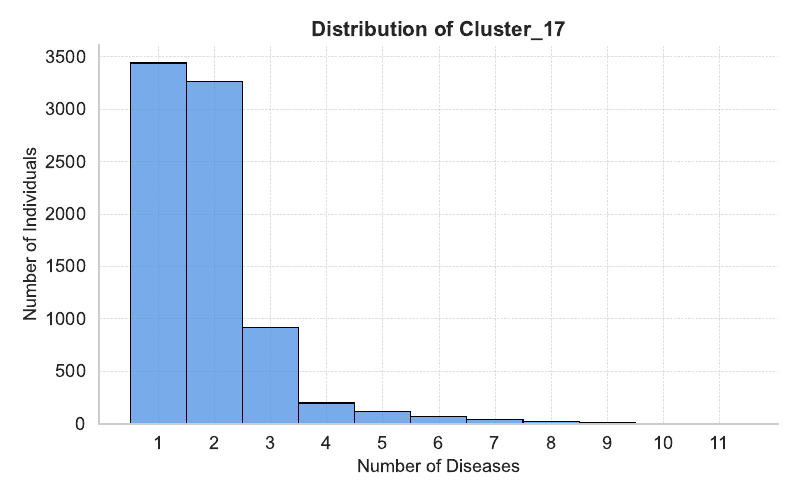 Distribution of Cluster_17
Number of Individuals
3500
3000
2500
2000
1500
1000
500
0
1 2 3 4 5 6 7 8 9 10 11
Number of Diseases